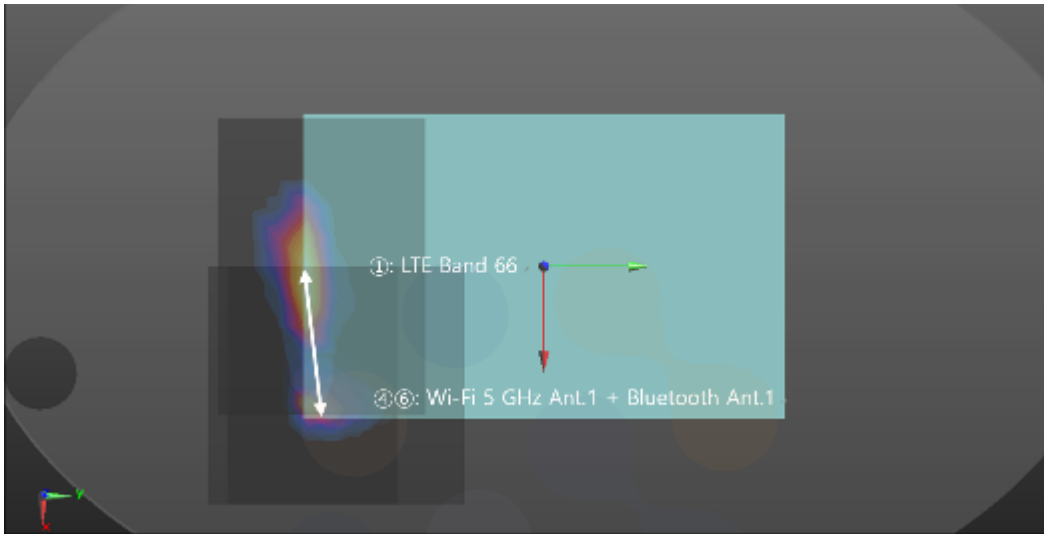 ①: LTE Band 66
④⑥: Wi-Fi 5 GHz Ant.1 + Bluetooth Ant.1
Y
X